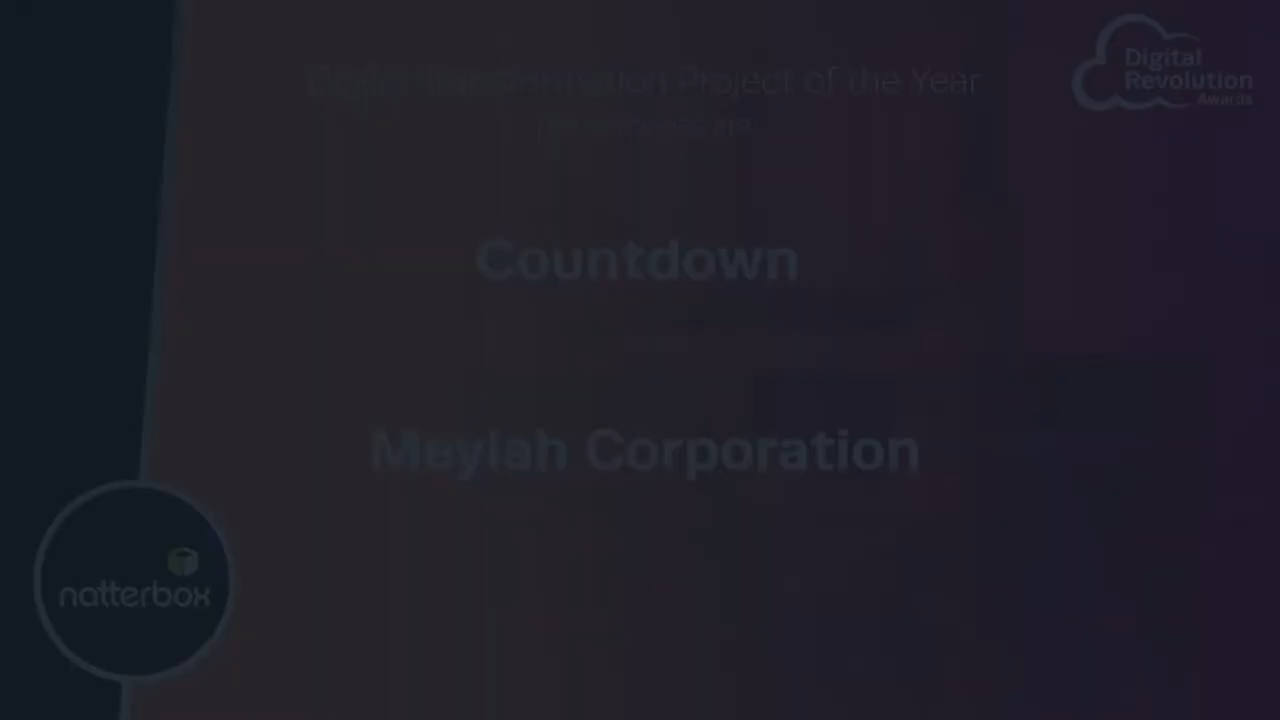 Digital Transformation Project of the Year
Digital
Revolution
Awards
Countdown
Meylah Corporation
natterbox